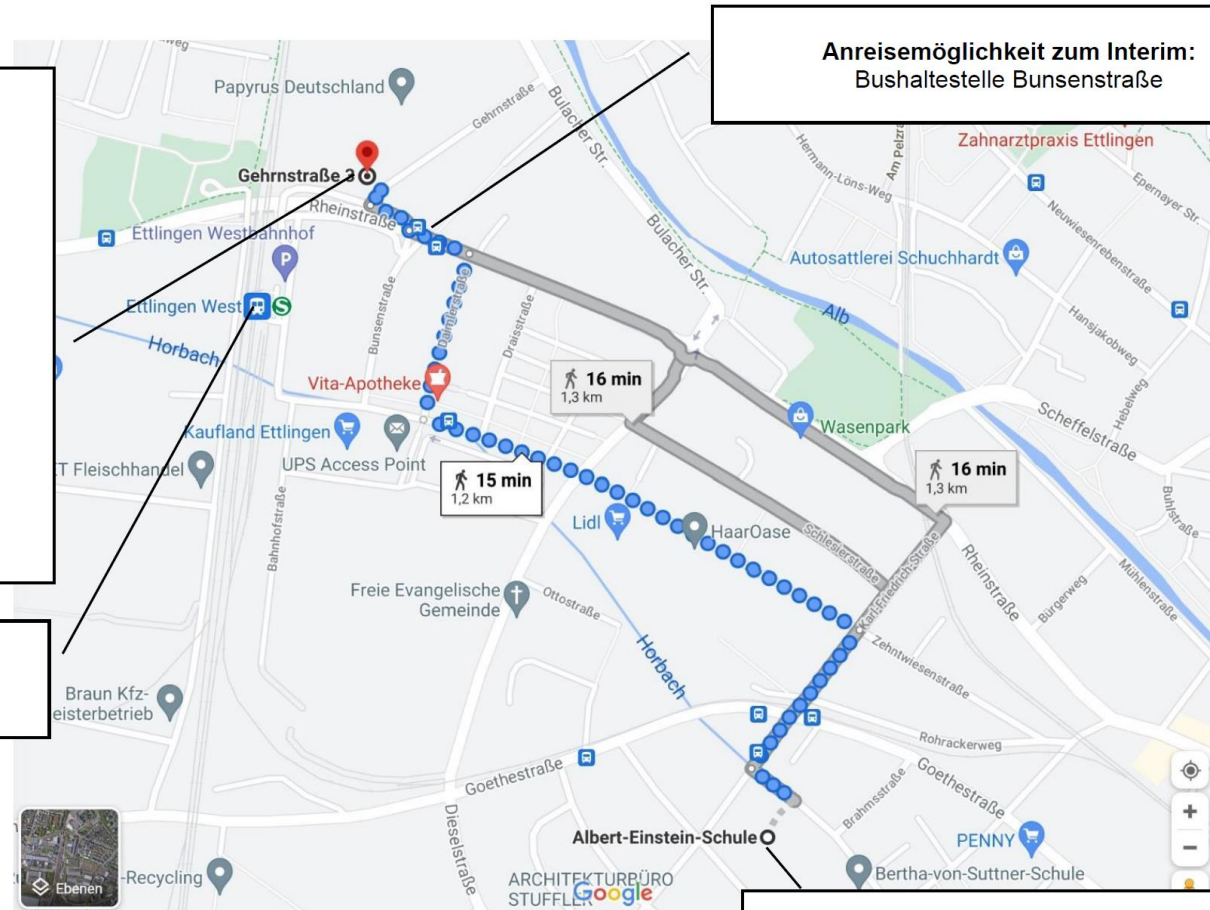 Anreisemöglichkeit zum Interim:
Bushaltestelle Bunsenstraße
Papyrus Deutschland
Gehrnstraße
Bulacher Str.
Hermann-Löns-Weg
Am Pelzra
Zahnarztpraxis Ettlingen
Epernayer Str.
Gehrnstraße 3
Rheinstraße
Ettlingen Westbahnhof
P
Bulacher Str.
Neuwiesenrebenstraße
Autosattlerei Schuchhardt
Ettlingen West
S
Bunsenstraße
Daimlerstraße
Draisstraße
Alb
Hansjakobweg
Horbach
Vita-Apotheke
16 min
1,3 km
Hebelweg
Scheffelstraße
Kaufland Ettlingen
Wasenpark
UPS Access Point
T Fleischhandel
15 min
1,2 km
16 min
1,3 km
Buhlstraße
Lidl
HaarOase
Bahnhofstraße
Schlesierstraße
Karl-Friedrich-Straße
Rheinstraße
Mühlenstraße
Freie Evangelische
Gemeinde
Ottostraße
Bürgerweg
Horbach
Zehntwiesenstraße
Braun Kfz-
eisterbetrieb
Rohrackerweg
Goethestraße
Goethestraße
Dieselstraße
Brahmsstraße
Albert-Einstein-Schule
PENNY
Bertha-von-Suttner-Schule
Ebenen
-Recycling
ARCHITEKTURBÜRO
STUFFLER
Google